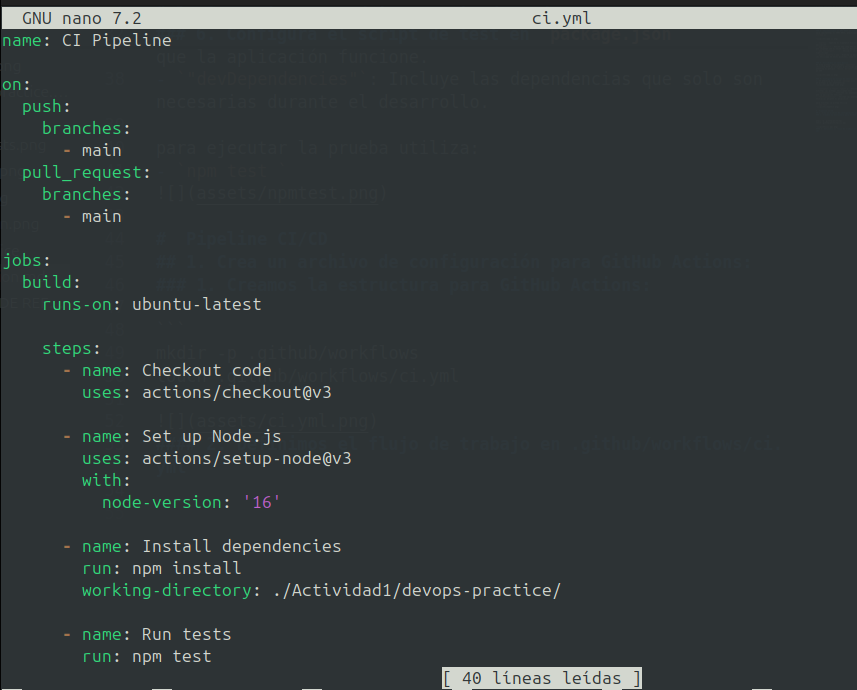 GNU nano 7.2 ci.yml
name: CI Pipeline
on:
  push:
    branches:
      - main
  pull_request:
    branches:
      - main
jobs:
  build:
    runs-on: ubuntu-latest
    steps:
      - name: Checkout code
        uses: actions/checkout@v3
      - name: Set up Node.js
        uses: actions/setup-node@v3
        with:
          node-version: '16'
      - name: Install dependencies
        run: npm install
        working-directory: ./Actividad1/devops-practice/
      - name: Run tests
        run: npm test
[ 40 líneas leídas ]